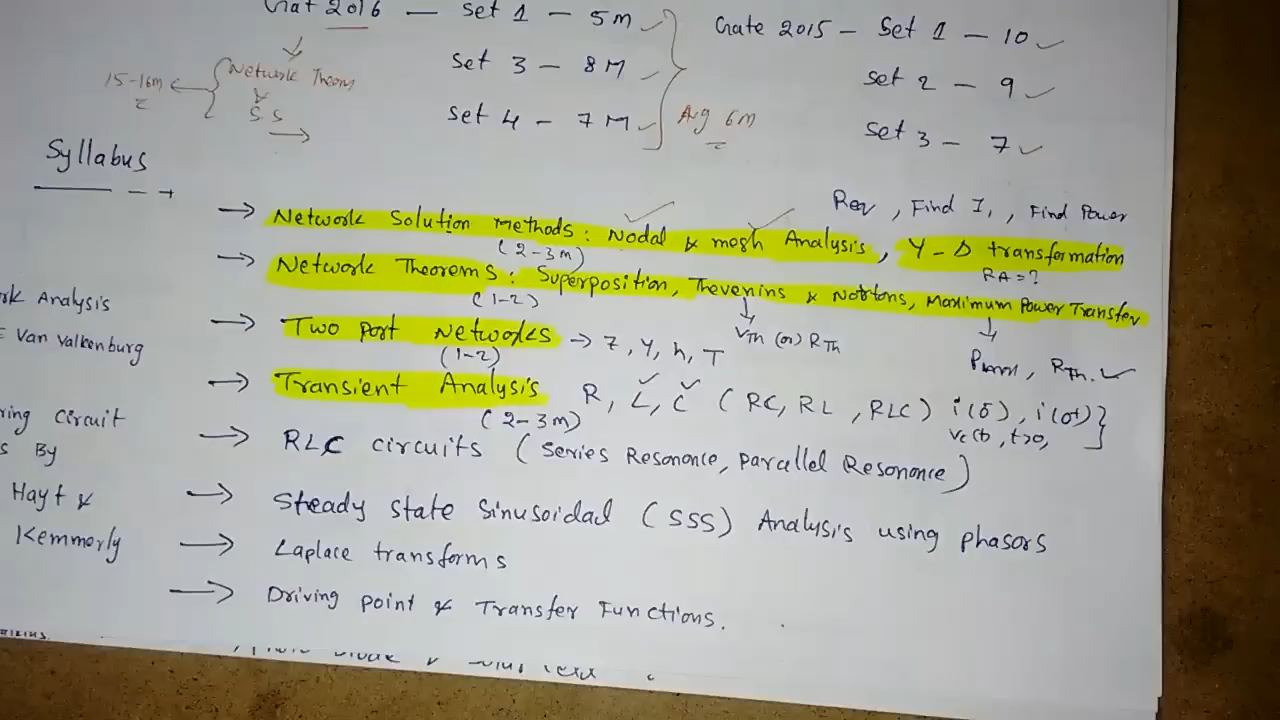 Gat 2016 — Set 1 — 5m
Gate 2015 — Set 1 — 10
Set 3 — 8M
Set 2 — 9
Set 4 — 7M
Set 3 — 7
15-16m
Network Theorm
&
S.S
Avg 6m
Syllabus
Req , Find I, , Find Power
→ Network Solution methods: Nodal & mesh Analysis, Y-D transformation
(2-3m)
RA=?
→ Network Theorems: Superposition, Thevenins & Nortons, Maximum Power Transfer
(1-2)
VTh (or) RTh
→ Two port Networks → Z, Y, h, T
(1-2)
→ Transient Analysis R, L, C (RC, RL, RLC) i(0), i(0+)}
(2-3m)
Vc(t), t>0,
→ RLC circuits (Series Resonance, parallel Resonance)
→ Steady state Sinusoidal (SSS) Analysis using phasors
→ Laplace transforms
→ Driving point & Transfer Functions.
rk Analysis
Van Valkenburg
ring circuit
s By
Hayt &
Kemmerly